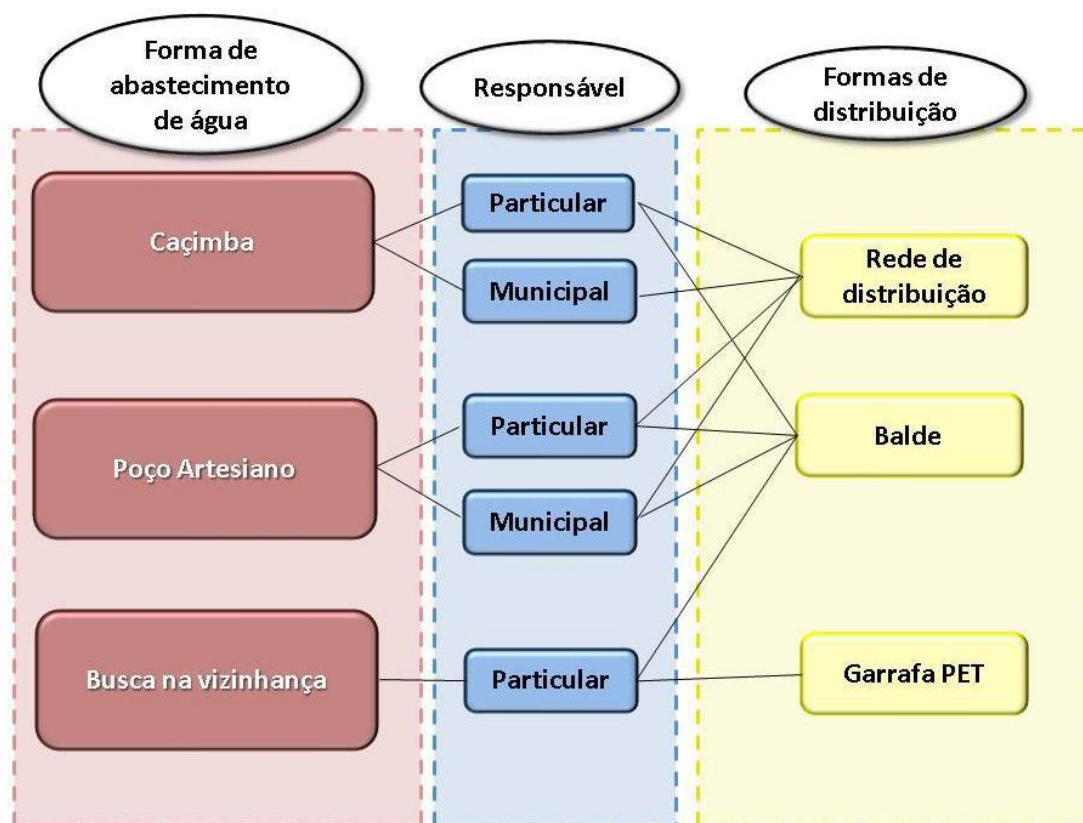 Forma de
abastecimento
de água
Responsável
Formas de
distribuição
Caçimba
Particular
Municipal
Rede de
distribuição
Poço Artesiano
Particular
Municipal
Balde
Busca na vizinhança
Particular
Garrafa PET